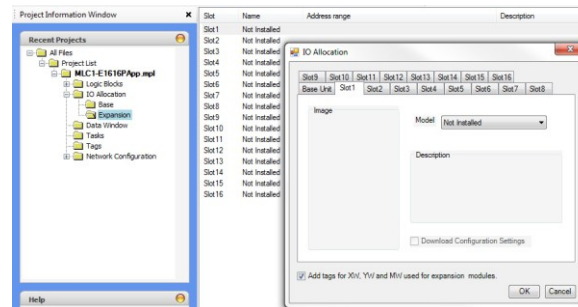 Project Information Window
Recent Projects
All Files
Project List
MLC1-E1616PApp.mpl
Logic Blocks
IO Allocation
Base
Expansion
Data Window
Tasks
Tags
Network Configuration
Help
Slot Name Address range Description
Slot1 Not Installed
Slot2 Not Installed
Slot3 Not Installed
Slot4 Not Installed
Slot5 Not Installed
Slot6 Not Installed
Slot7 Not Installed
Slot8 Not Installed
Slot9 Not Installed
Slot10 Not Installed
Slot11 Not Installed
Slot12 Not Installed
Slot13 Not Installed
Slot14 Not Installed
Slot15 Not Installed
Slot16 Not Installed
IO Allocation
Slot9 Slot10 Slot11 Slot12 Slot13 Slot14 Slot15 Slot16
Base Unit Slot1 Slot2 Slot3 Slot4 Slot5 Slot6 Slot7 Slot8
Image
Model Not Installed
Description
Download Configuration Settings
Add tags for XW, YW and MW used for expansion modules.
OK Cancel